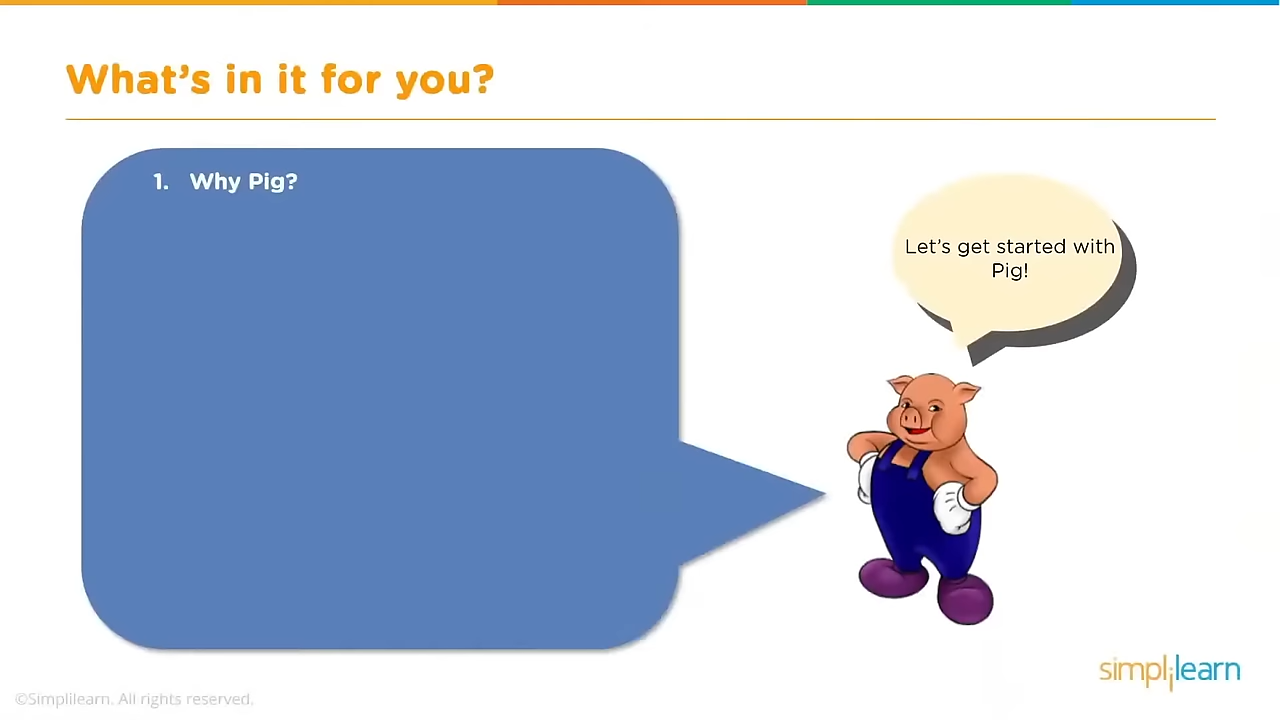 What's in it for you?
1. Why Pig?
Let's get started with
Pig!
simplilearn
©Simplilearn. All rights reserved.